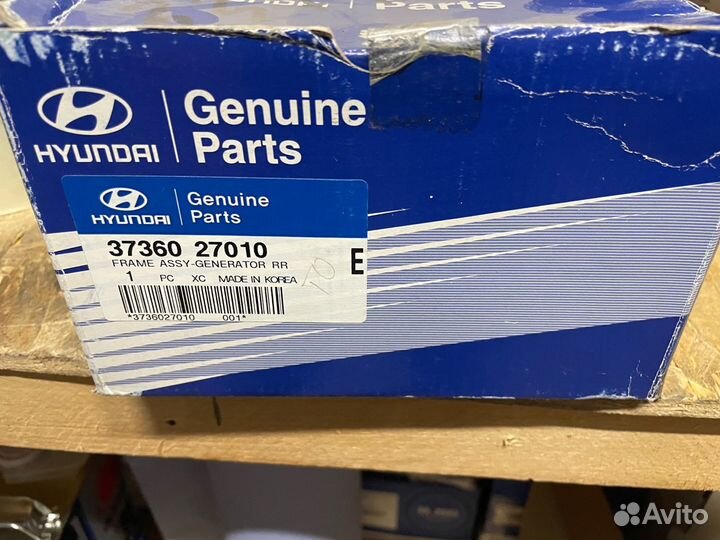 Parts
HYUNDAI
Genuine
Parts
HYUNDAI
Genuine
Parts
37360 27010
FRAME ASSY-GENERATOR RR
1 PC XC MADE IN KOREA
E
*3736027010 001*
Avito